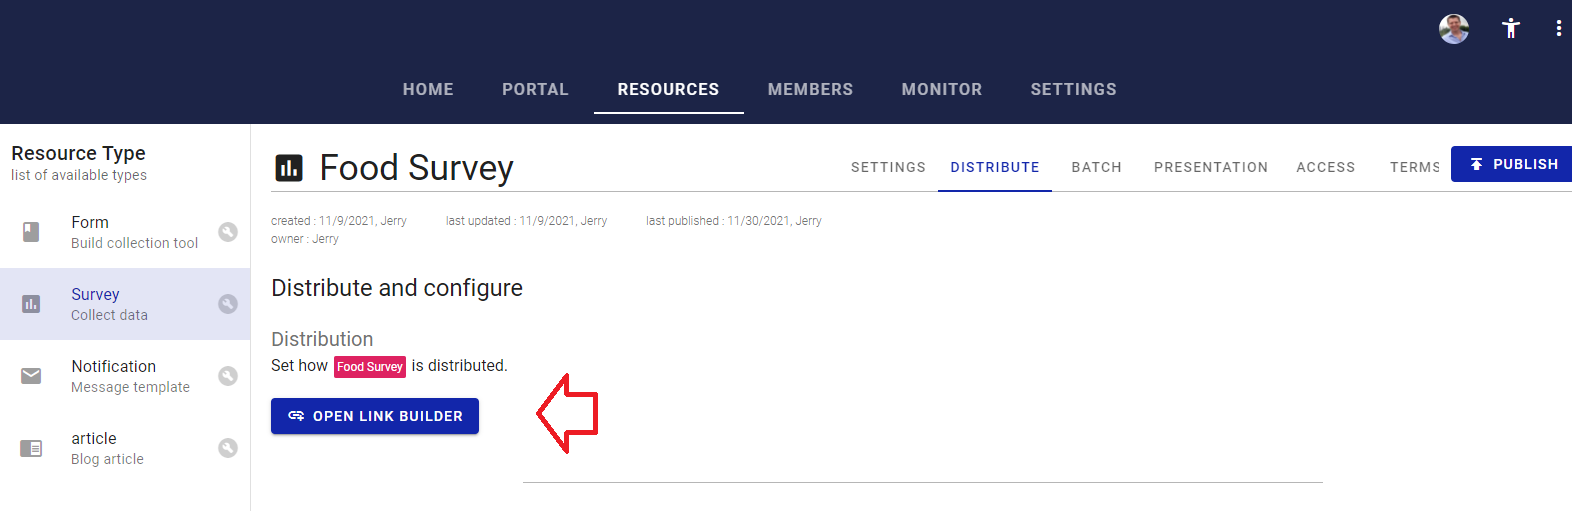 HOME PORTAL RESOURCES MEMBERS MONITOR SETTINGS
Resource Type
list of available types
Form
Build collection tool
Survey
Collect data
Notification
Message template
article
Blog article
Food Survey
SETTINGS DISTRIBUTE BATCH PRESENTATION ACCESS TERMS
PUBLISH
created : 11/9/2021, Jerry last updated : 11/9/2021, Jerry last published : 11/30/2021, Jerry
owner : Jerry
Distribute and configure
Distribution
Set how Food Survey is distributed.
OPEN LINK BUILDER